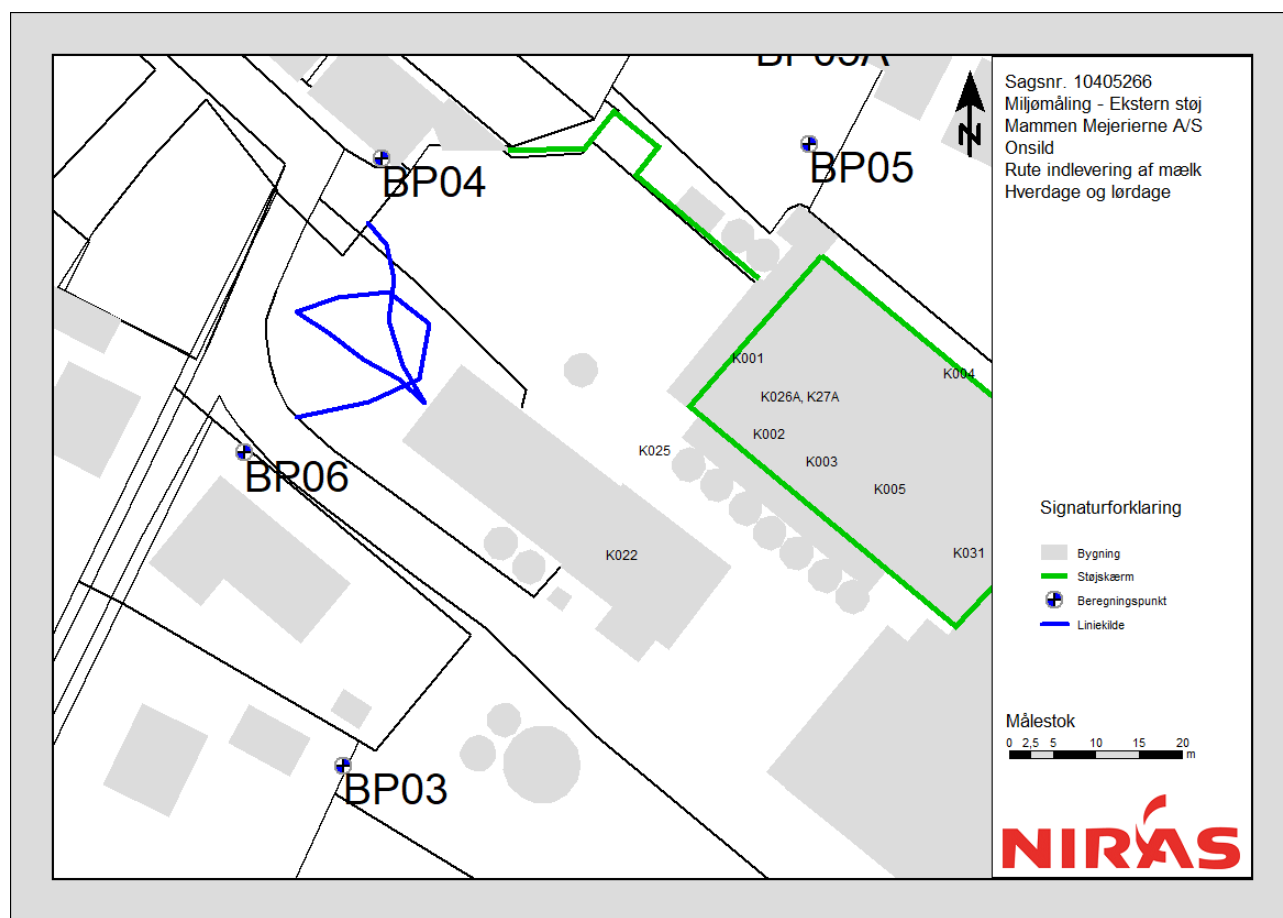 Sagsnr. 10405266
Miljømåling - Ekstern støj
Mammen Mejerierne A/S
Onsild
Rute indlevering af mælk
Hverdage og lørdage
N
BP04
BP05
BP06
BP03
K001
K004
K026A, K27A
K002
K025
K003
K005
K022
K031
Signaturforklaring
Bygning
Støjskærm
Beregningspunkt
Liniekilde
Målestok
0 2,5 5 10 15 20
m
NIRAS